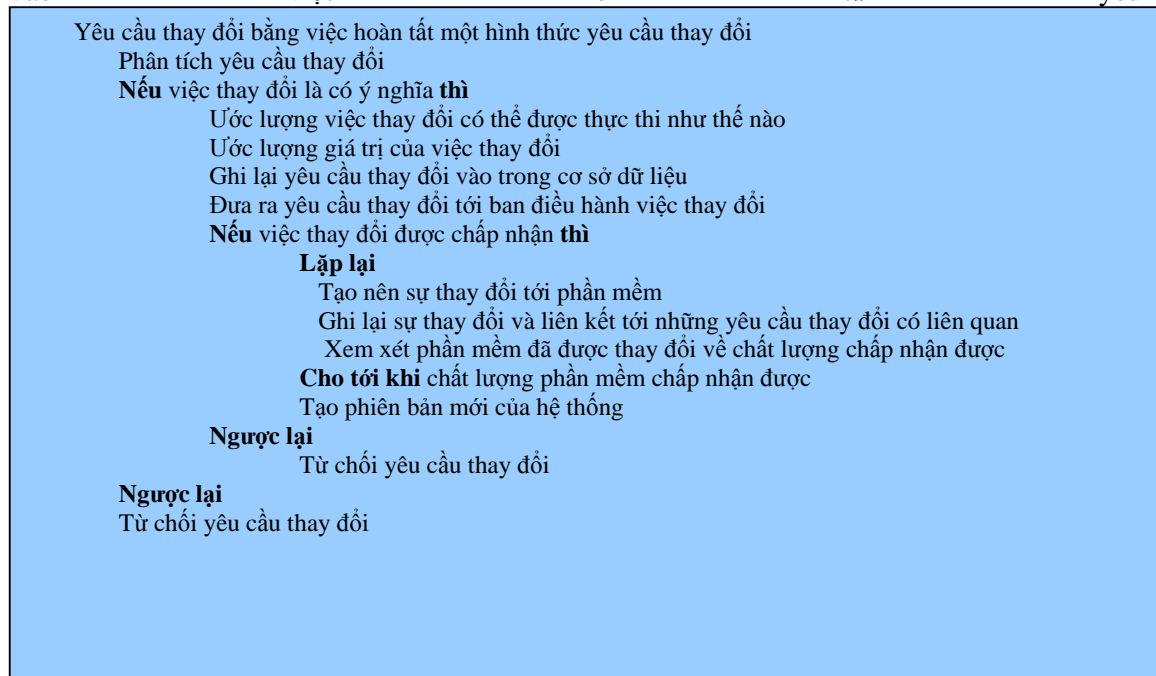 Yêu cầu thay đổi bằng việc hoàn tất một hình thức yêu cầu thay đổi
Phân tích yêu cầu thay đổi
Nếu việc thay đổi là có ý nghĩa thì
Ước lượng việc thay đổi có thể được thực thi như thế nào
Ước lượng giá trị của việc thay đổi
Ghi lại yêu cầu thay đổi vào trong cơ sở dữ liệu
Đưa ra yêu cầu thay đổi tới ban điều hành việc thay đổi
Nếu việc thay đổi được chấp nhận thì
Lặp lại
Tạo nên sự thay đổi tới phần mềm
Ghi lại sự thay đổi và liên kết tới những yêu cầu thay đổi có liên quan
Xem xét phần mềm đã được thay đổi về chất lượng chấp nhận được
Cho tới khi chất lượng phần mềm chấp nhận được
Tạo phiên bản mới của hệ thống
Ngược lại
Từ chối yêu cầu thay đổi
Ngược lại
Từ chối yêu cầu thay đổi